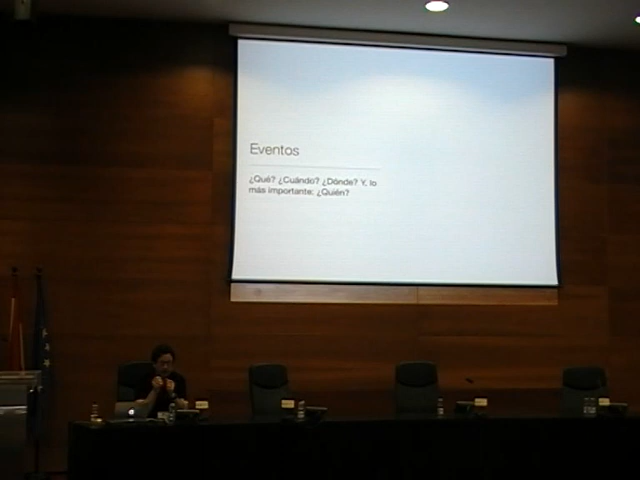 Eventos
¿Qué? ¿Cuándo? ¿Dónde? Y, lo
más importante: ¿Quién?